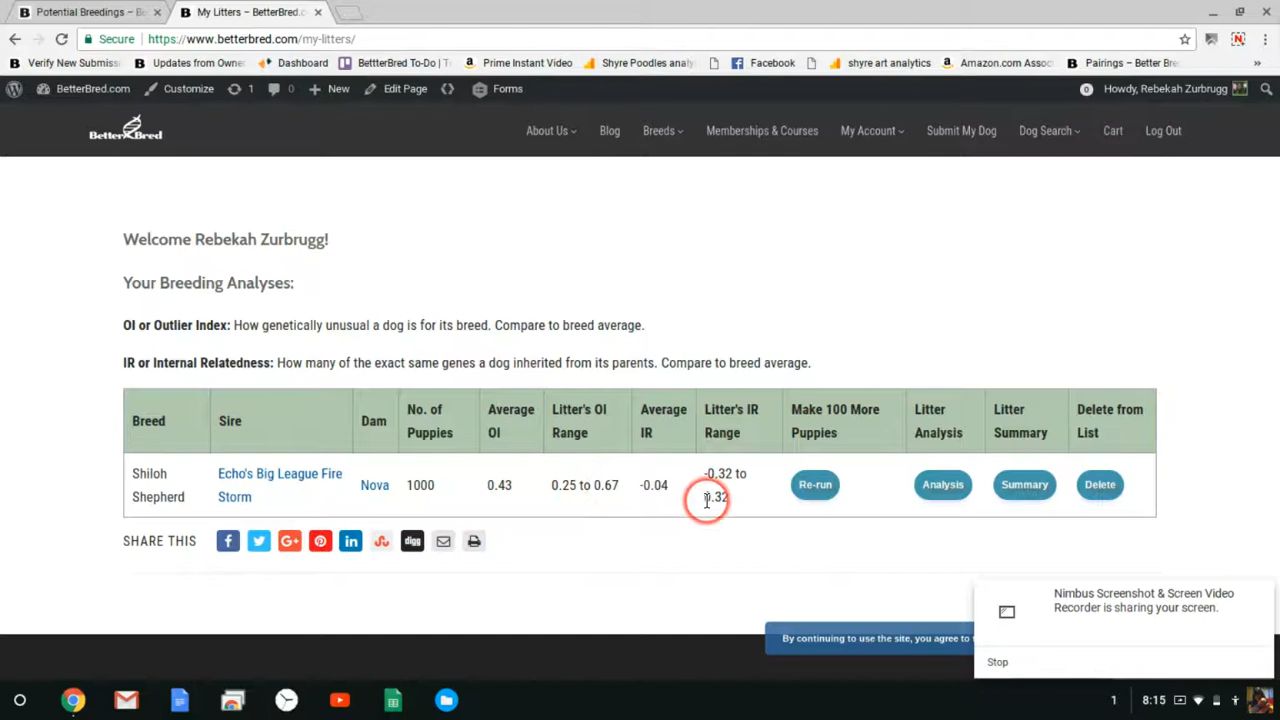 Potential Breedings – Be
My Litters – BetterBred.c
Secure
https://www.betterbred.com/my-litters/
Verify New Submiss
Updates from Owner
Dashboard
BettterBred To-Do | T
Prime Instant Video
Shyre Poodles analy
Facebook
shyre art analytics
Amazon.com Assoc
Pairings – Better Bre
BetterBred.com
Customize
1
0
New
Edit Page
Forms
0
Howdy, Rebekah Zurbrugg
Better Bred
About Us
Blog
Breeds
Memberships & Courses
My Account
Submit My Dog
Dog Search
Cart
Log Out
Welcome Rebekah Zurbrugg!
Your Breeding Analyses:
OI or Outlier Index: How genetically unusual a dog is for its breed. Compare to breed average.
IR or Internal Relatedness: How many of the exact same genes a dog inherited from its parents. Compare to breed average.
Breed
Sire
Dam
No. of
Puppies
Average
OI
Litter's OI
Range
Average
IR
Litter's IR
Range
Make 100 More
Puppies
Litter
Analysis
Litter
Summary
Delete from
List
Shiloh
Shepherd
Echo's Big League Fire
Storm
Nova
1000
0.43
0.25 to 0.67
-0.04
-0.32 to
0.32
Re-run
Analysis
Summary
Delete
SHARE THIS
digg
Nimbus Screenshot & Screen Video
Recorder is sharing your screen.
Stop
By continuing to use the site, you agree to
1
8:15